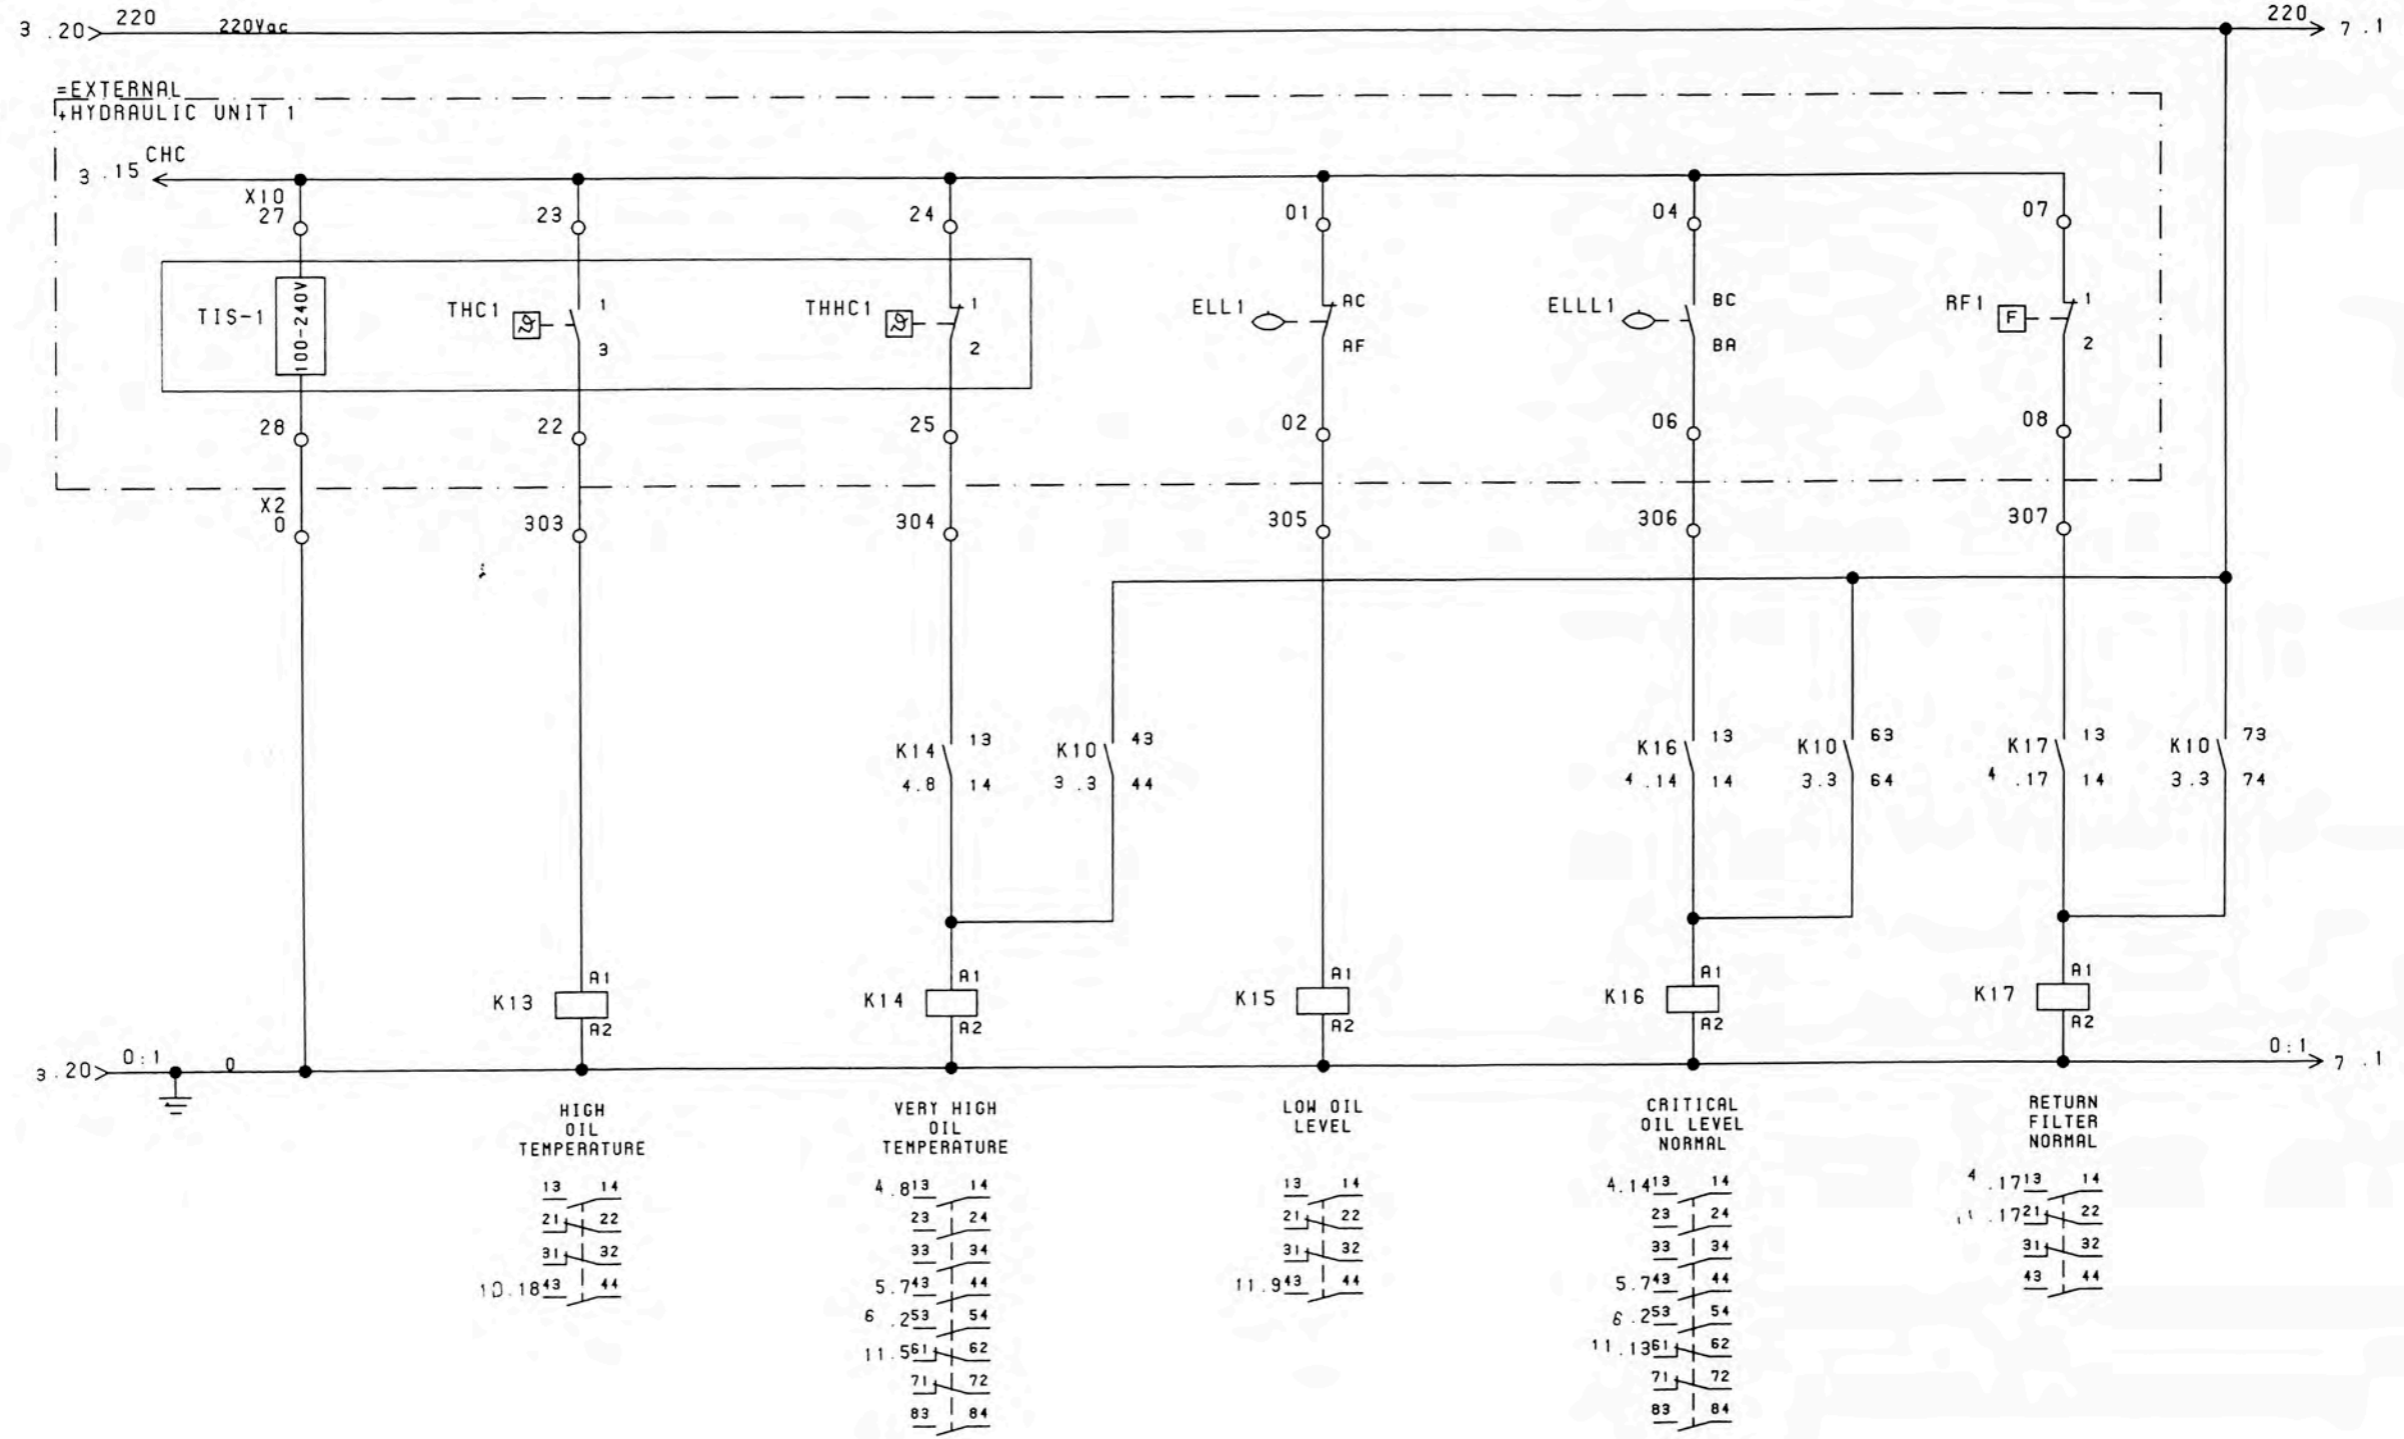 220 220Vac 220
3 .20 7 .1
=EXTERNAL
+HYDRAULIC UNIT 1
CHC
3 .15
X10
27 23 24 01 04 07
TIS-1 100-240V THC1 1 3 THHC1 1 2 ELL1 AC AF ELLL1 BC BA RF1 F 1 2
28 22 25 02 06 08
X2
0 303 304 305 306 307
K14 13 K10 43 K16 13 K10 63 K17 13 K10 73
4.8 14 3 .3 44 4 .14 14 3.3 64 4 .17 14 3.3 74
A1 A1 A1 A1 A1
K13 K14 K15 K16 K17
A2 A2 A2 A2 A2
3.20 0:1 0 0:1 7 .1
HIGH
OIL
TEMPERATURE
13 14
21 22
31 32
10.18 43 44
VERY HIGH
OIL
TEMPERATURE
4.8 13 14
23 24
33 34
5.7 43 44
6 .2 53 54
11.5 61 62
71 72
83 84
LOW OIL
LEVEL
13 14
21 22
31 32
11.9 43 44
CRITICAL
OIL LEVEL
NORMAL
4.14 13 14
23 24
33 34
5.7 43 44
6.2 53 54
11.13 61 62
71 72
83 84
RETURN
FILTER
NORMAL
4 .17 13 14
.17 21 22
31 32
43 44